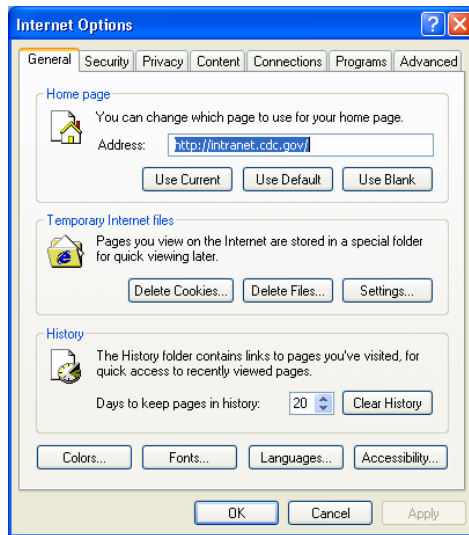 Internet Options
General Security Privacy Content Connections Programs Advanced
Home page
You can change which page to use for your home page.
Address: http://intranet.cdc.gov/
Use Current Use Default Use Blank
Temporary Internet files
Pages you view on the Internet are stored in a special folder
for quick viewing later.
Delete Cookies... Delete Files... Settings...
History
The History folder contains links to pages you've visited, for
quick access to recently viewed pages.
Days to keep pages in history: 20 Clear History
Colors... Fonts... Languages... Accessibility...
OK Cancel Apply